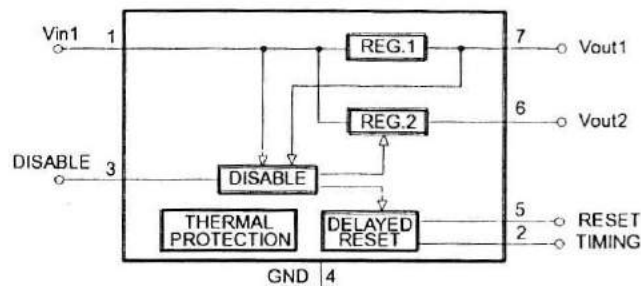 Vin1 1 REG.1 7 Vout1
REG.2 6 Vout2
DISABLE 3 DISABLE
THERMAL PROTECTION
DELAYED RESET
5 RESET
2 TIMING
GND 4